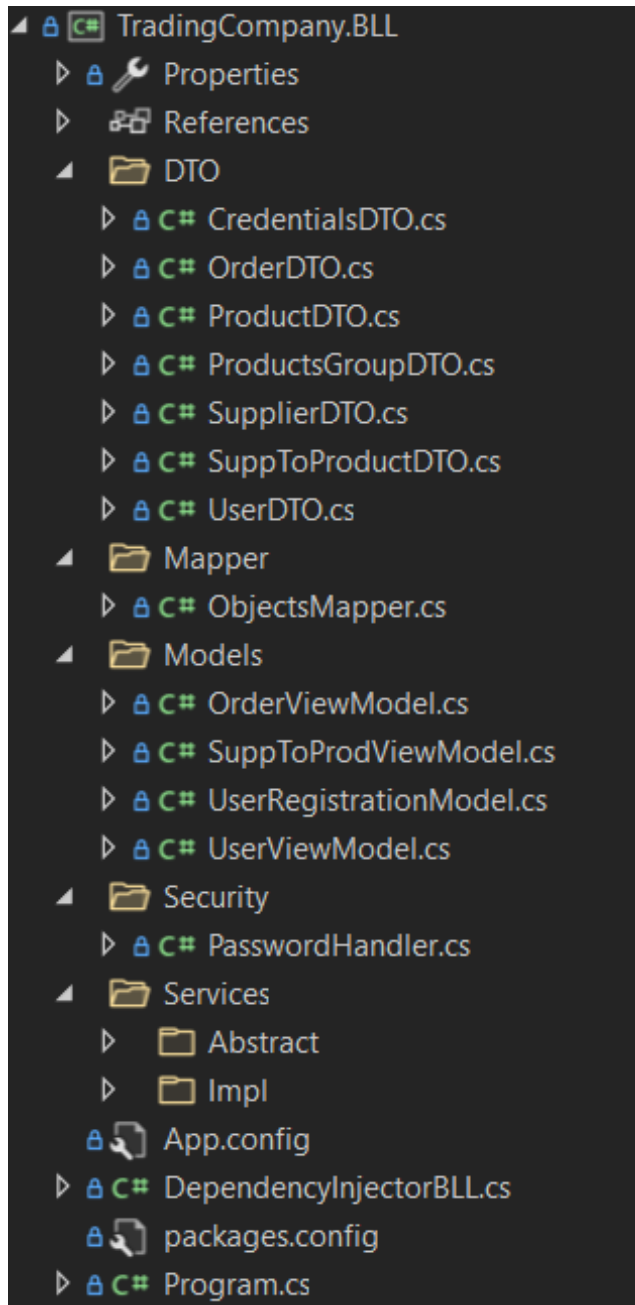 C# TradingCompany.BLL
Properties
References
DTO
C# CredentialsDTO.cs
C# OrderDTO.cs
C# ProductDTO.cs
C# ProductsGroupDTO.cs
C# SupplierDTO.cs
C# SuppToProductDTO.cs
C# UserDTO.cs
Mapper
C# ObjectsMapper.cs
Models
C# OrderViewModel.cs
C# SuppToProdViewModel.cs
C# UserRegistrationModel.cs
C# UserViewModel.cs
Security
C# PasswordHandler.cs
Services
Abstract
Impl
App.config
C# DependencyInjectorBLL.cs
packages.config
C# Program.cs